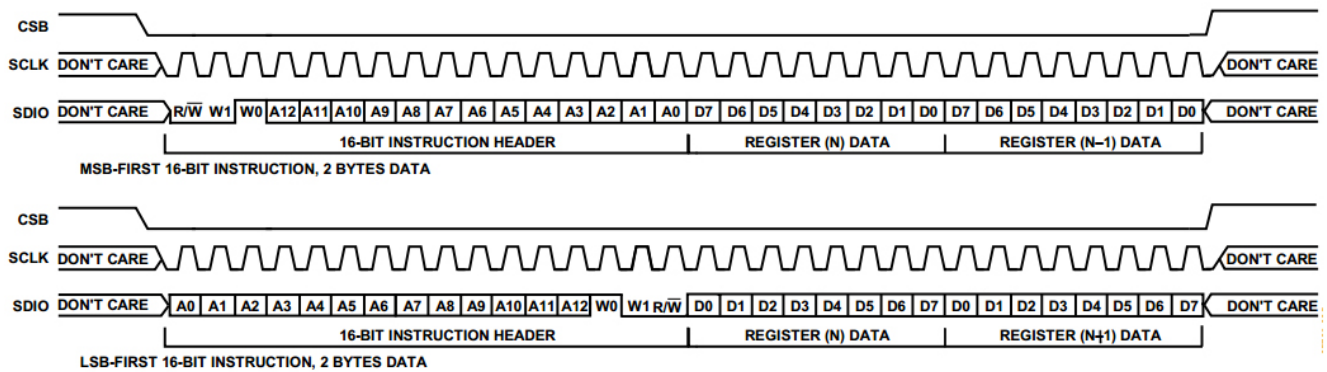 CSB
SCLK DON'T CARE DON'T CARE
SDIO DON'T CARE R/W̅ W1 W0 A12 A11 A10 A9 A8 A7 A6 A5 A4 A3 A2 A1 A0 D7 D6 D5 D4 D3 D2 D1 D0 D7 D6 D5 D4 D3 D2 D1 D0 DON'T CARE
16-BIT INSTRUCTION HEADER REGISTER (N) DATA REGISTER (N–1) DATA
MSB-FIRST 16-BIT INSTRUCTION, 2 BYTES DATA
CSB
SCLK DON'T CARE DON'T CARE
SDIO DON'T CARE A0 A1 A2 A3 A4 A5 A6 A7 A8 A9 A10 A11 A12 W0 W1 R/W̅ D0 D1 D2 D3 D4 D5 D6 D7 D0 D1 D2 D3 D4 D5 D6 D7 DON'T CARE
16-BIT INSTRUCTION HEADER REGISTER (N) DATA REGISTER (N+1) DATA
LSB-FIRST 16-BIT INSTRUCTION, 2 BYTES DATA